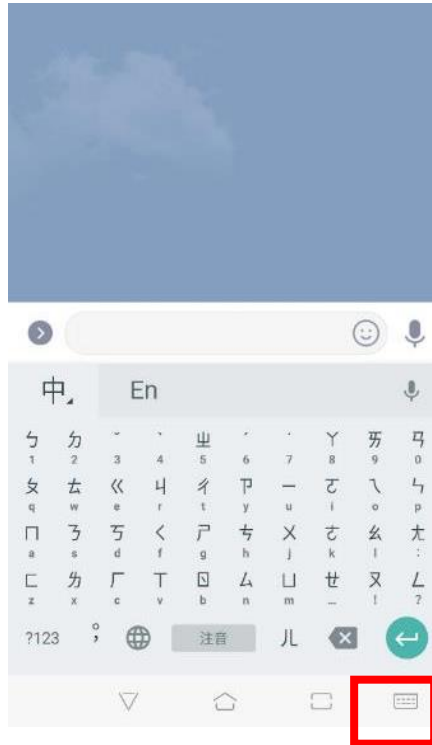 中 En
ㄅ ㄉ ˇ ˋ ㄓ ˊ ˙ ㄚ ㄞ ㄢ
1 2 3 4 5 6 7 8 9 0
ㄆ ㄊ ㄍ ㄐ ㄔ ㄗ ㄧ ㄛ ㄟ ㄣ
q w e r t y u i o p
ㄇ ㄋ ㄎ ㄑ ㄕ ㄘ ㄨ ㄜ ㄠ ㄤ
a s d f g h j k l :
ㄈ ㄌ ㄏ ㄒ ㄖ ㄙ ㄩ ㄝ ㄡ ㄥ
z x c v b n m … ! ?
?123 ° ; 注音 ㄦ